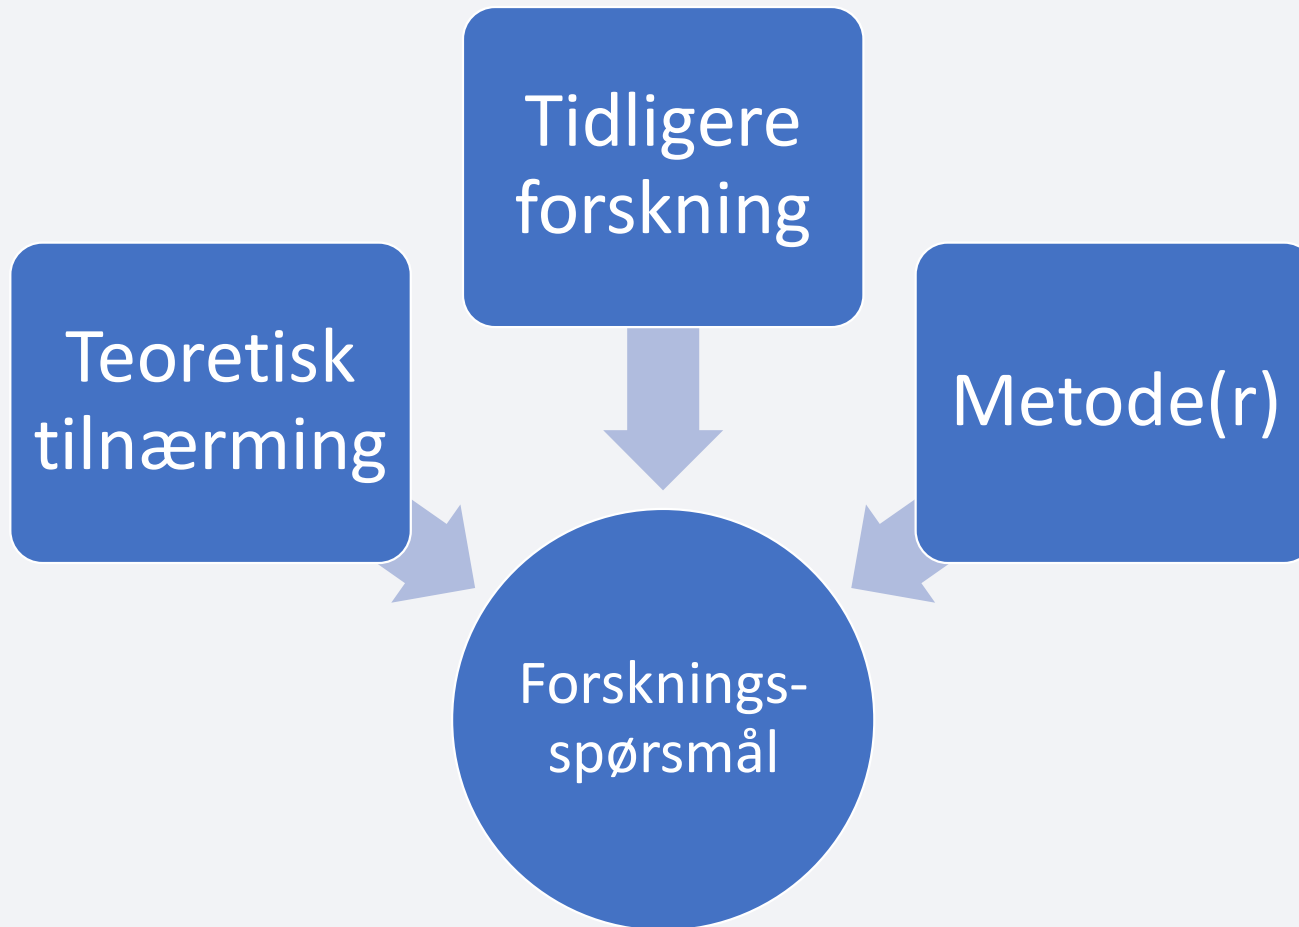 Tidligere
forskning
Teoretisk
tilnærming
Metode(r)
Forsknings-
spørsmål